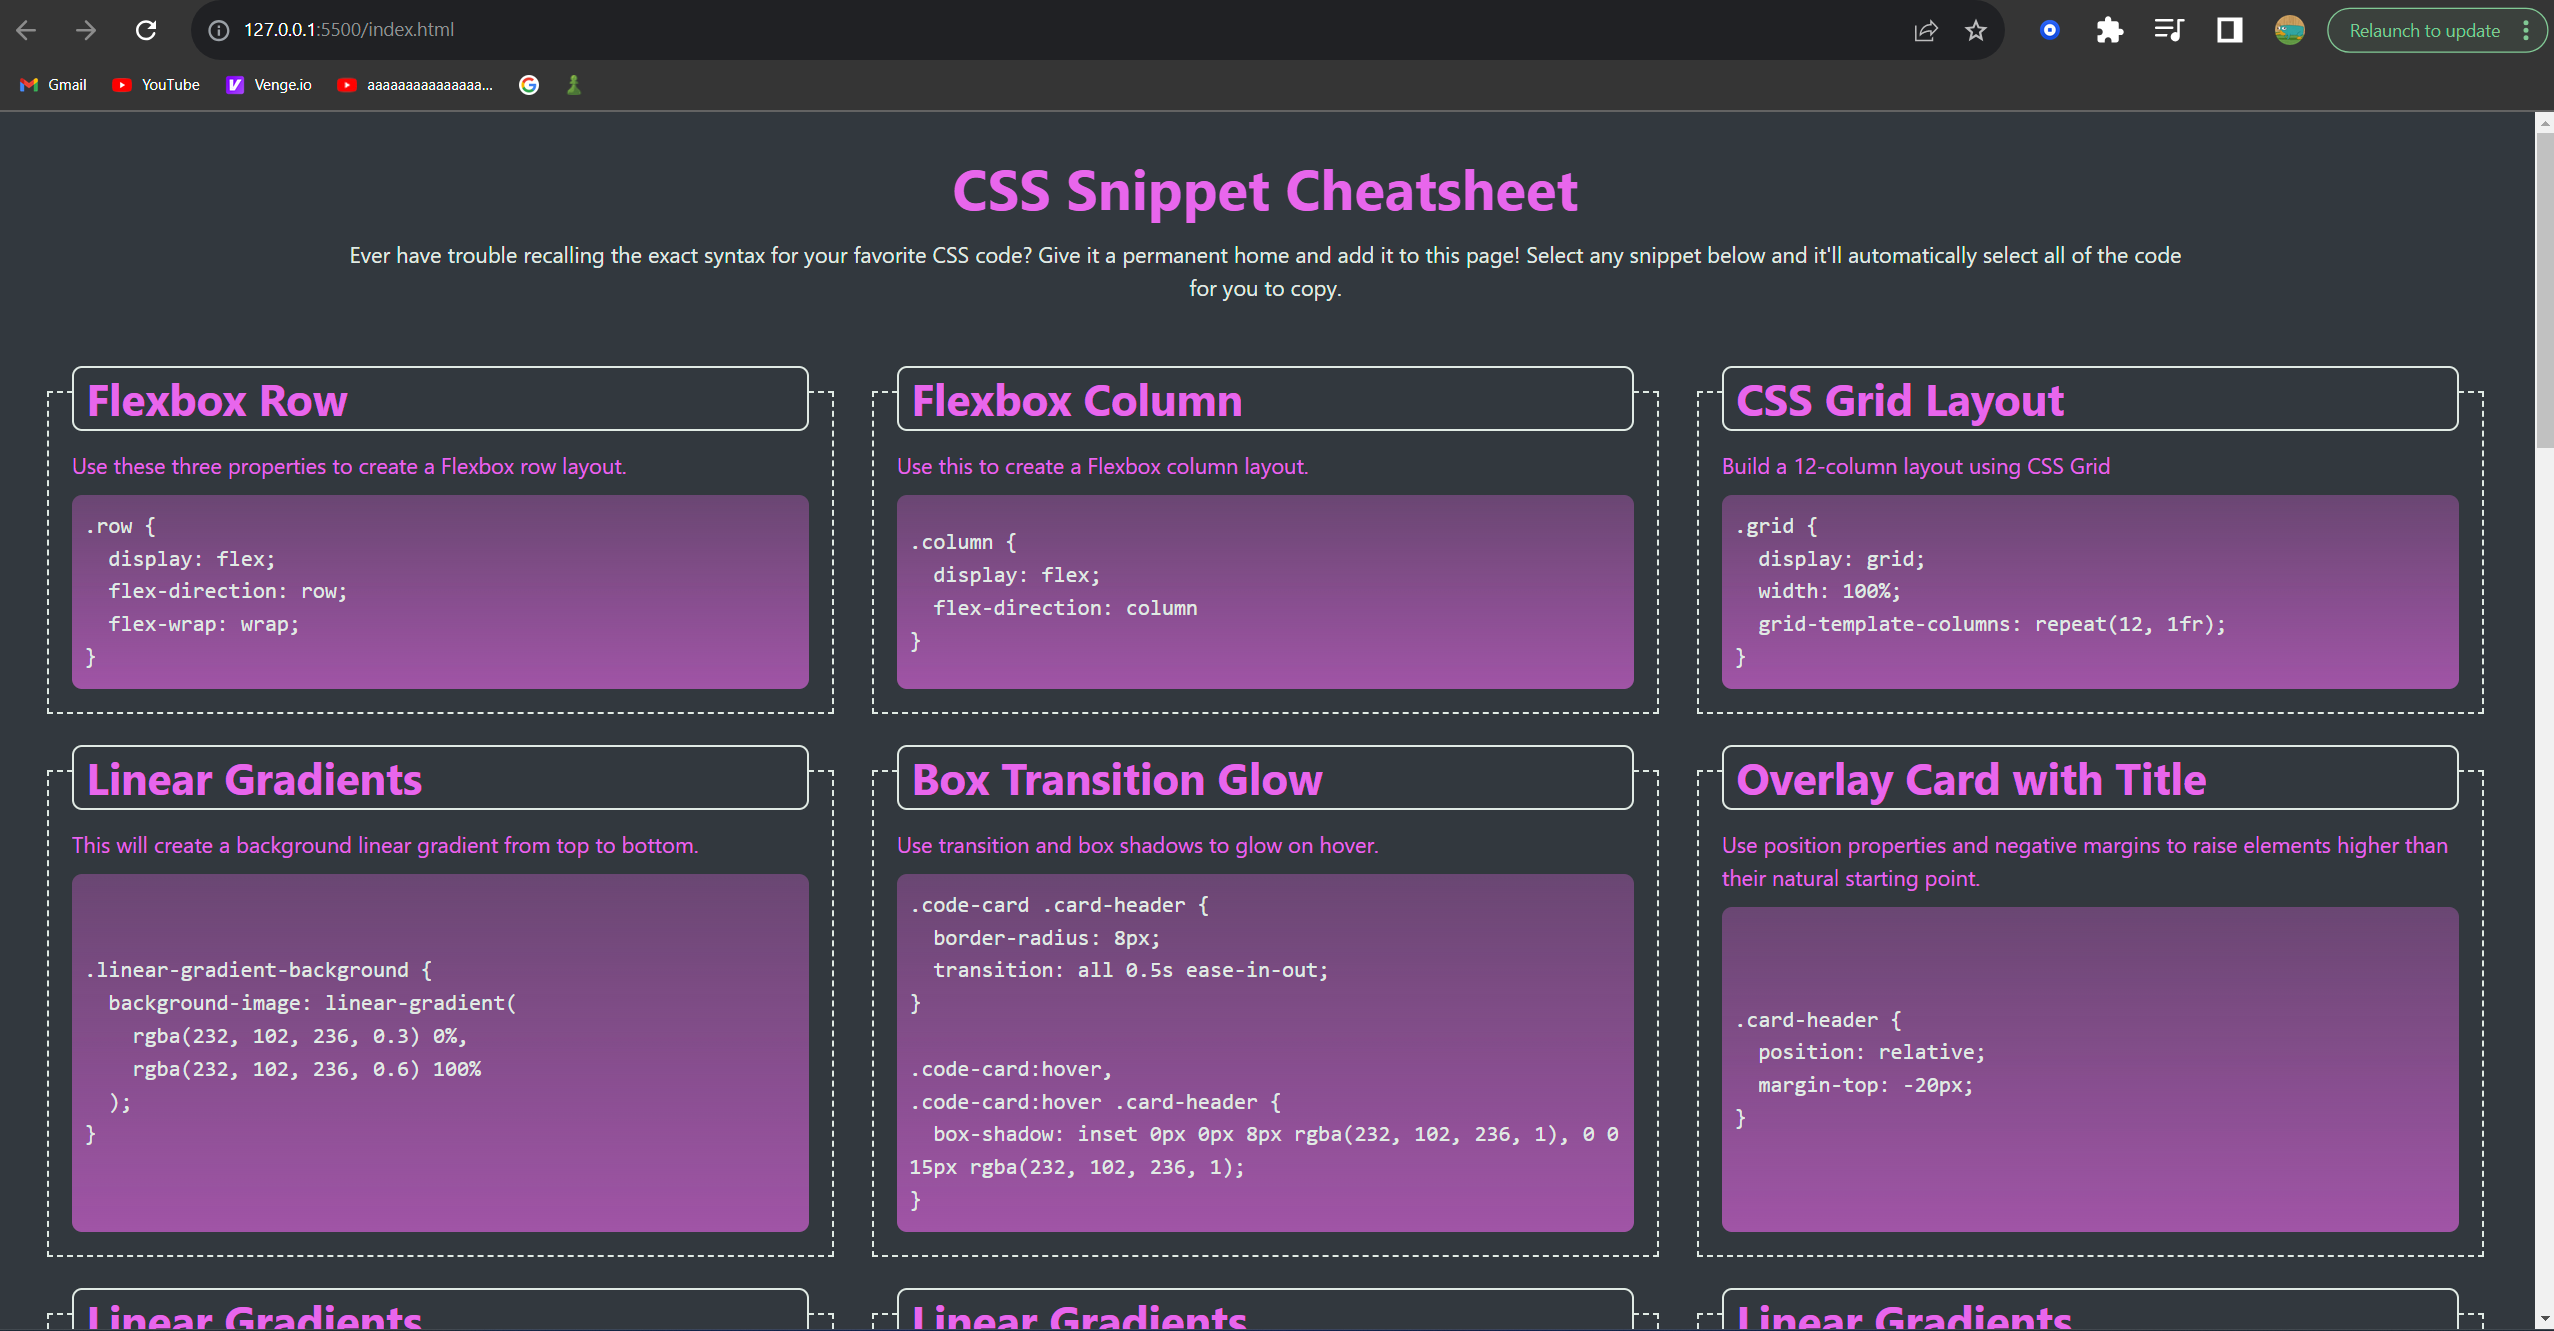 127.0.0.1:5500/index.html
Relaunch to update
Gmail
YouTube
Venge.io
aaaaaaaaaaaaaaa...
CSS Snippet Cheatsheet
Ever have trouble recalling the exact syntax for your favorite CSS code? Give it a permanent home and add it to this page! Select any snippet below and it'll automatically select all of the code
for you to copy.
Flexbox Row
Use these three properties to create a Flexbox row layout.
.row {
  display: flex;
  flex-direction: row;
  flex-wrap: wrap;
}
Flexbox Column
Use this to create a Flexbox column layout.
.column {
  display: flex;
  flex-direction: column
}
CSS Grid Layout
Build a 12-column layout using CSS Grid
.grid {
  display: grid;
  width: 100%;
  grid-template-columns: repeat(12, 1fr);
}
Linear Gradients
This will create a background linear gradient from top to bottom.
.linear-gradient-background {
  background-image: linear-gradient(
    rgba(232, 102, 236, 0.3) 0%,
    rgba(232, 102, 236, 0.6) 100%
  );
}
Box Transition Glow
Use transition and box shadows to glow on hover.
.code-card .card-header {
  border-radius: 8px;
  transition: all 0.5s ease-in-out;
}
.code-card:hover,
.code-card:hover .card-header {
  box-shadow: inset 0px 0px 8px rgba(232, 102, 236, 1), 0 0
15px rgba(232, 102, 236, 1);
}
Overlay Card with Title
Use position properties and negative margins to raise elements higher than
their natural starting point.
.card-header {
  position: relative;
  margin-top: -20px;
}
Linear Gradients
Linear Gradients
Linear Gradients